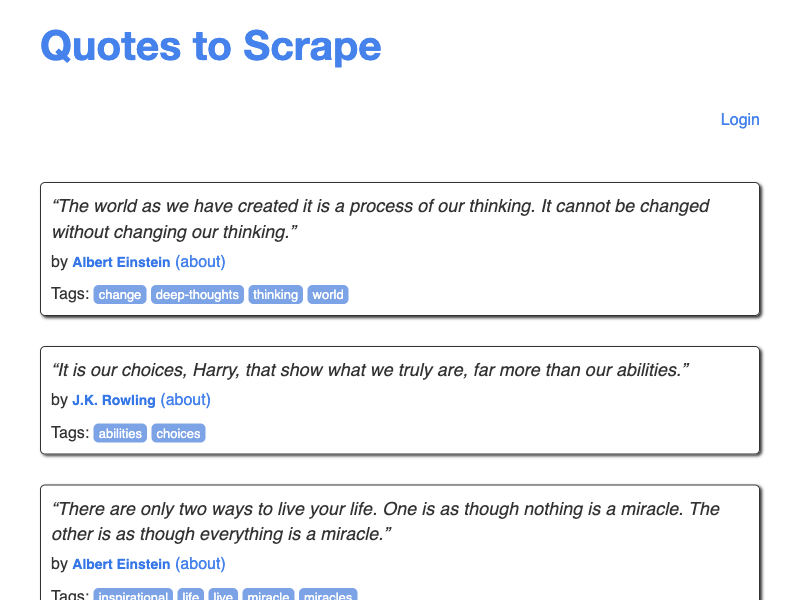 Quotes to Scrape
Login
“The world as we have created it is a process of our thinking. It cannot be changed
without changing our thinking.”
by Albert Einstein (about)
Tags: change deep-thoughts thinking world
“It is our choices, Harry, that show what we truly are, far more than our abilities.”
by J.K. Rowling (about)
Tags: abilities choices
“There are only two ways to live your life. One is as though nothing is a miracle. The
other is as though everything is a miracle.”
by Albert Einstein (about)
Tags: inspirational life live miracle miracles